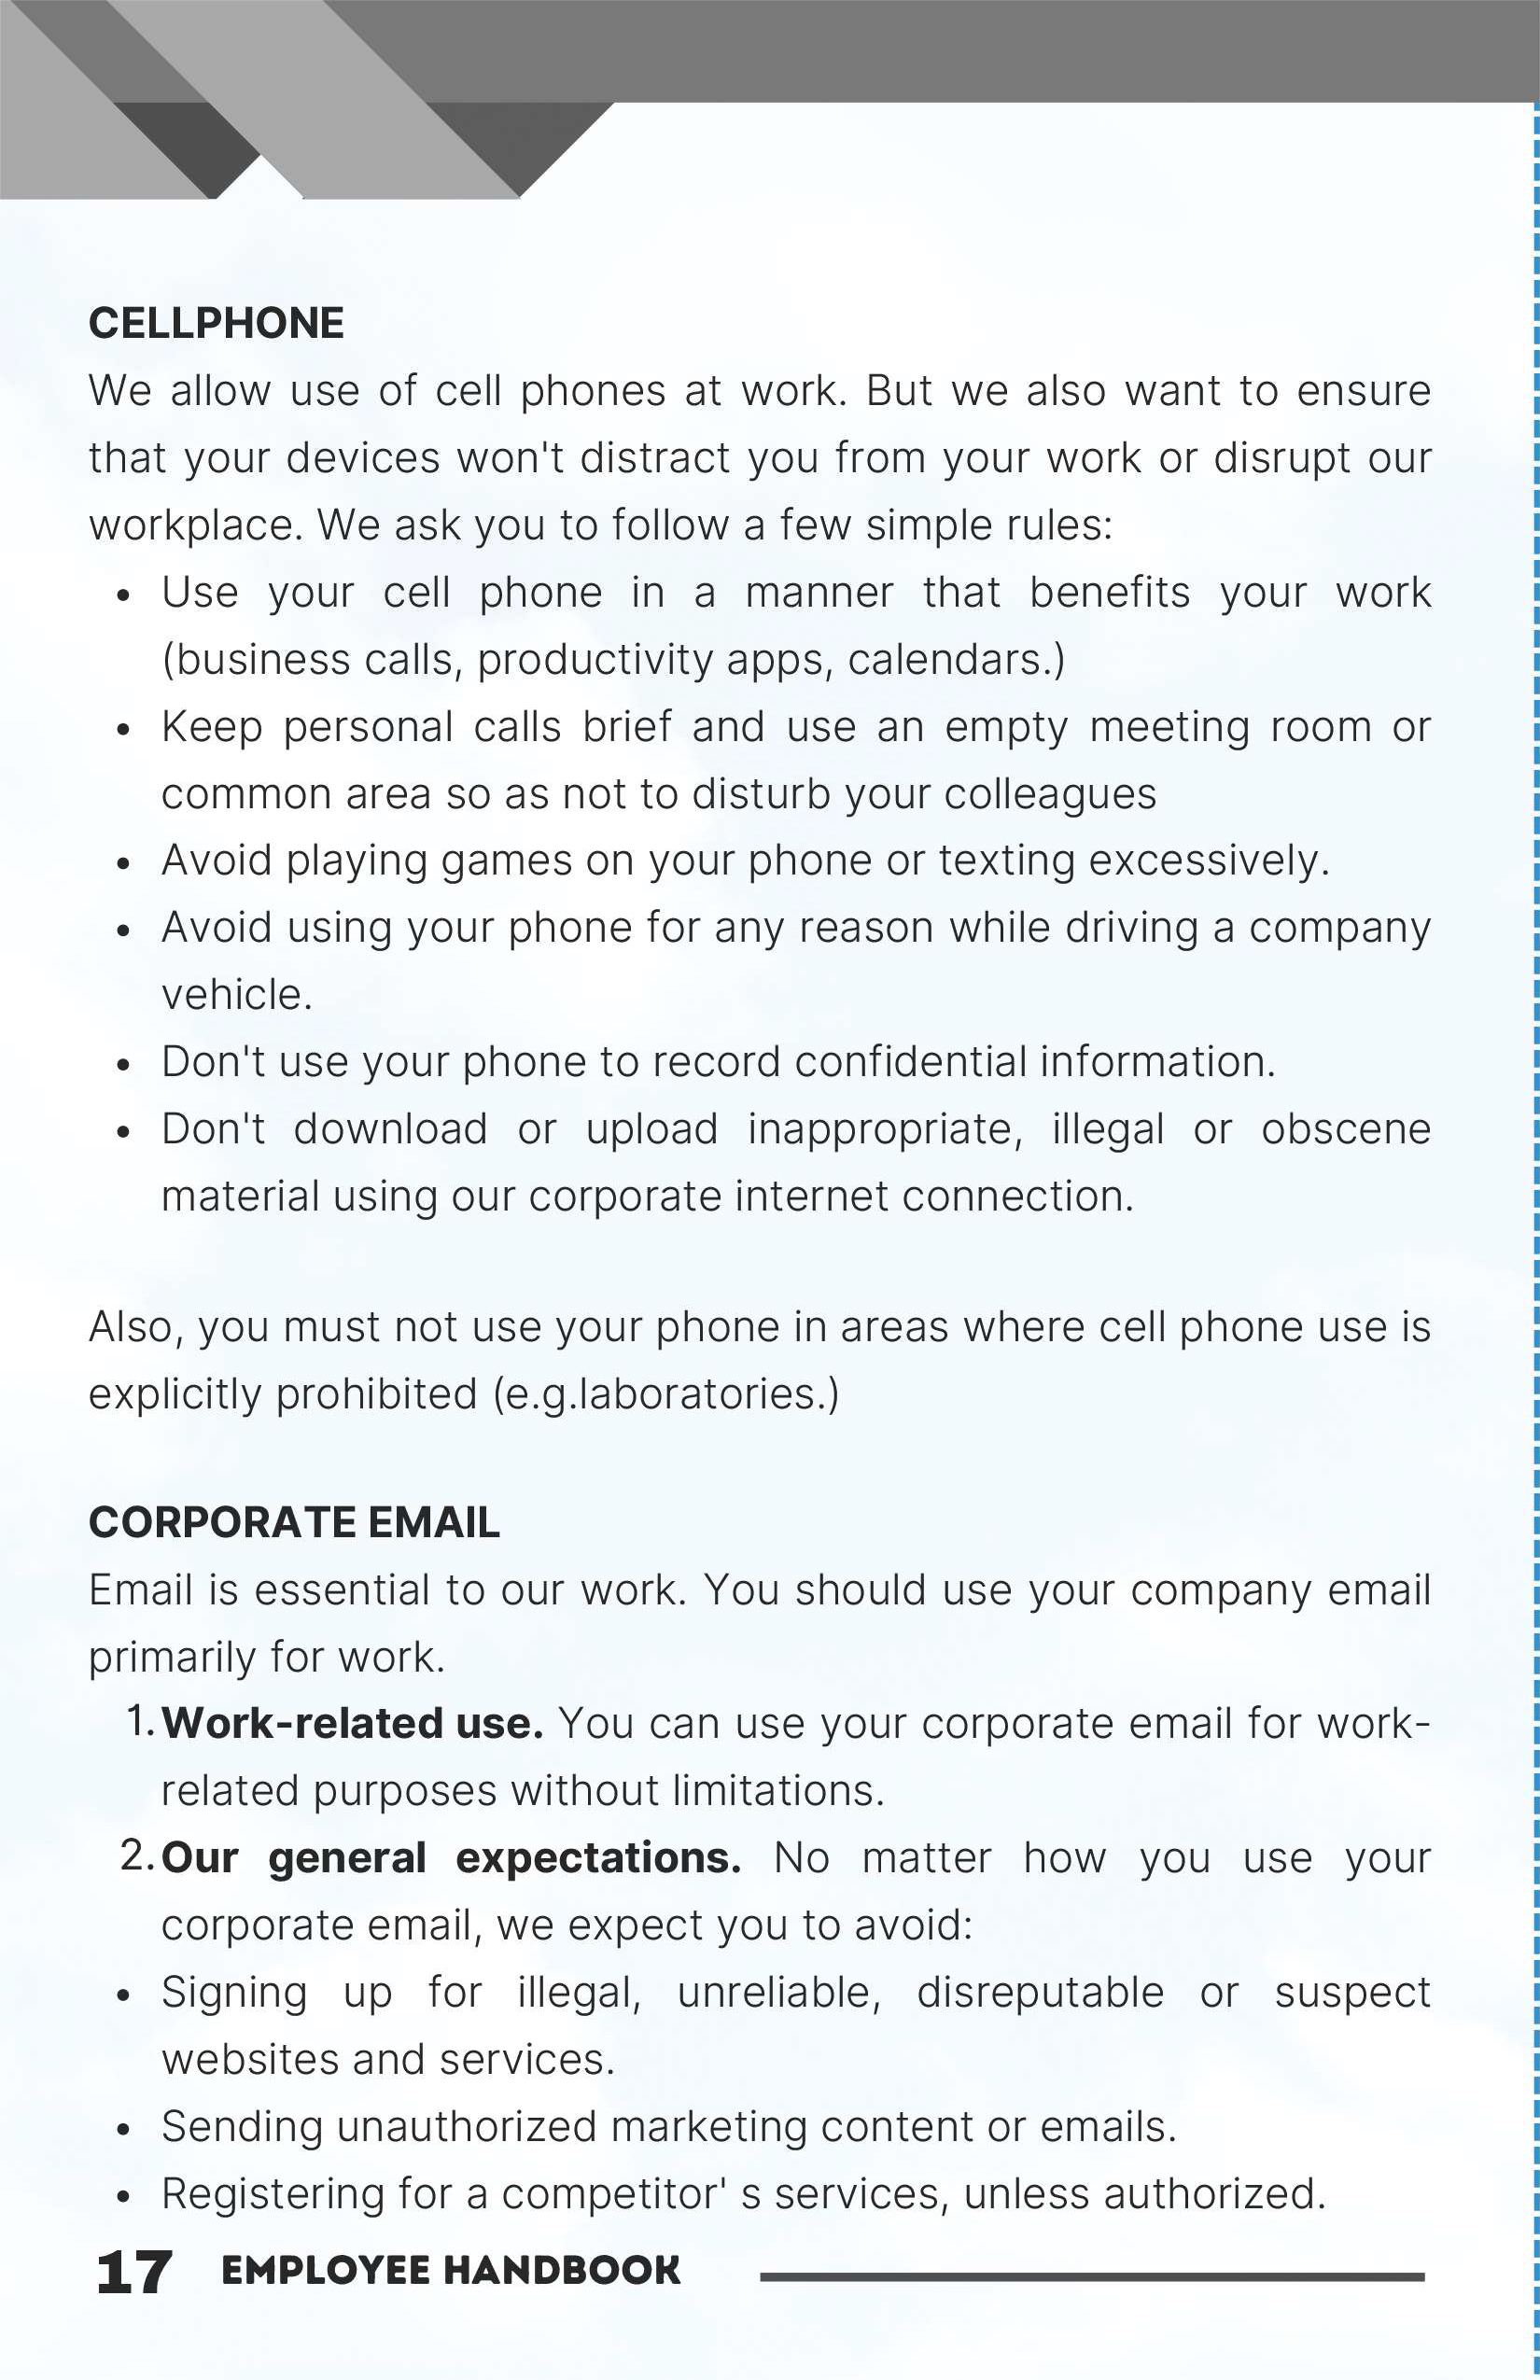 CELLPHONE
We allow use of cell phones at work. But we also want to ensure
that your devices won't distract you from your work or disrupt our
workplace. We ask you to follow a few simple rules:
• Use your cell phone in a manner that benefits your work
(business calls, productivity apps, calendars.)
• Keep personal calls brief and use an empty meeting room or
common area so as not to disturb your colleagues
• Avoid playing games on your phone or texting excessively.
• Avoid using your phone for any reason while driving a company
vehicle.
• Don't use your phone to record confidential information.
• Don't download or upload inappropriate, illegal or obscene
material using our corporate internet connection.
Also, you must not use your phone in areas where cell phone use is
explicitly prohibited (e.g.laboratories.)
CORPORATE EMAIL
Email is essential to our work. You should use your company email
primarily for work.
1. Work-related use. You can use your corporate email for work-
related purposes without limitations.
2. Our general expectations. No matter how you use your
corporate email, we expect you to avoid:
• Signing up for illegal, unreliable, disreputable or suspect
websites and services.
• Sending unauthorized marketing content or emails.
• Registering for a competitor' s services, unless authorized.
17 EMPLOYEE HANDBOOK